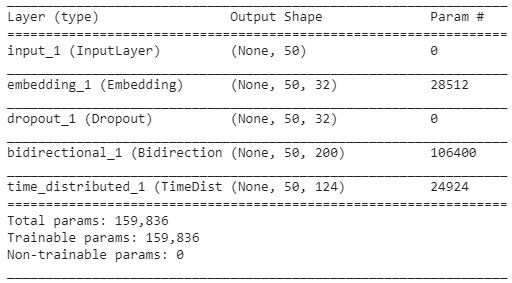 Layer (type) Output Shape Param #
input_1 (InputLayer) (None, 50) 0
embedding_1 (Embedding) (None, 50, 32) 28512
dropout_1 (Dropout) (None, 50, 32) 0
bidirectional_1 (Bidirection (None, 50, 200) 106400
time_distributed_1 (TimeDist (None, 50, 124) 24924
Total params: 159,836
Trainable params: 159,836
Non-trainable params: 0